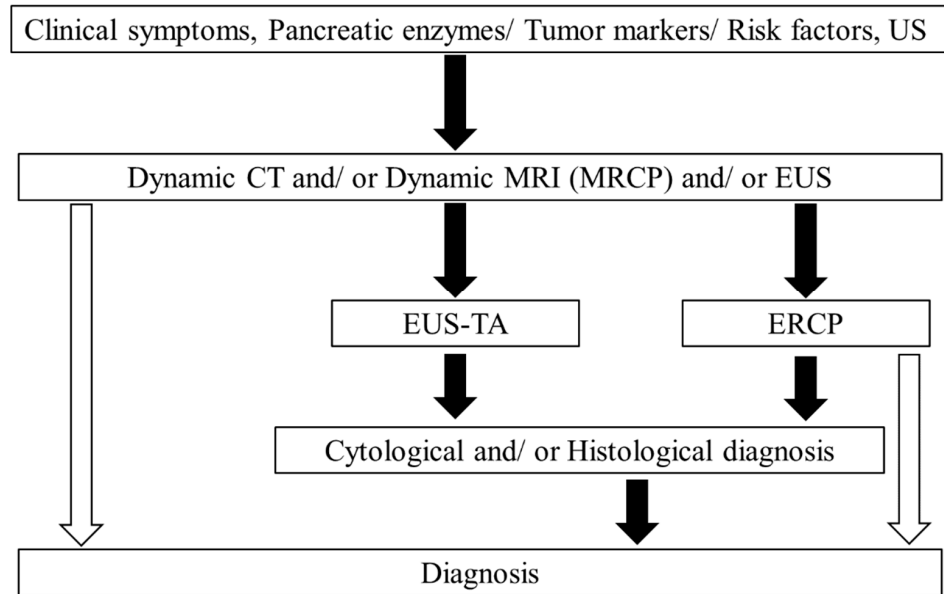 Clinical symptoms, Pancreatic enzymes/ Tumor markers/ Risk factors, US
Dynamic CT and/ or Dynamic MRI (MRCP) and/ or EUS
EUS-TA
ERCP
Cytological and/ or Histological diagnosis
Diagnosis